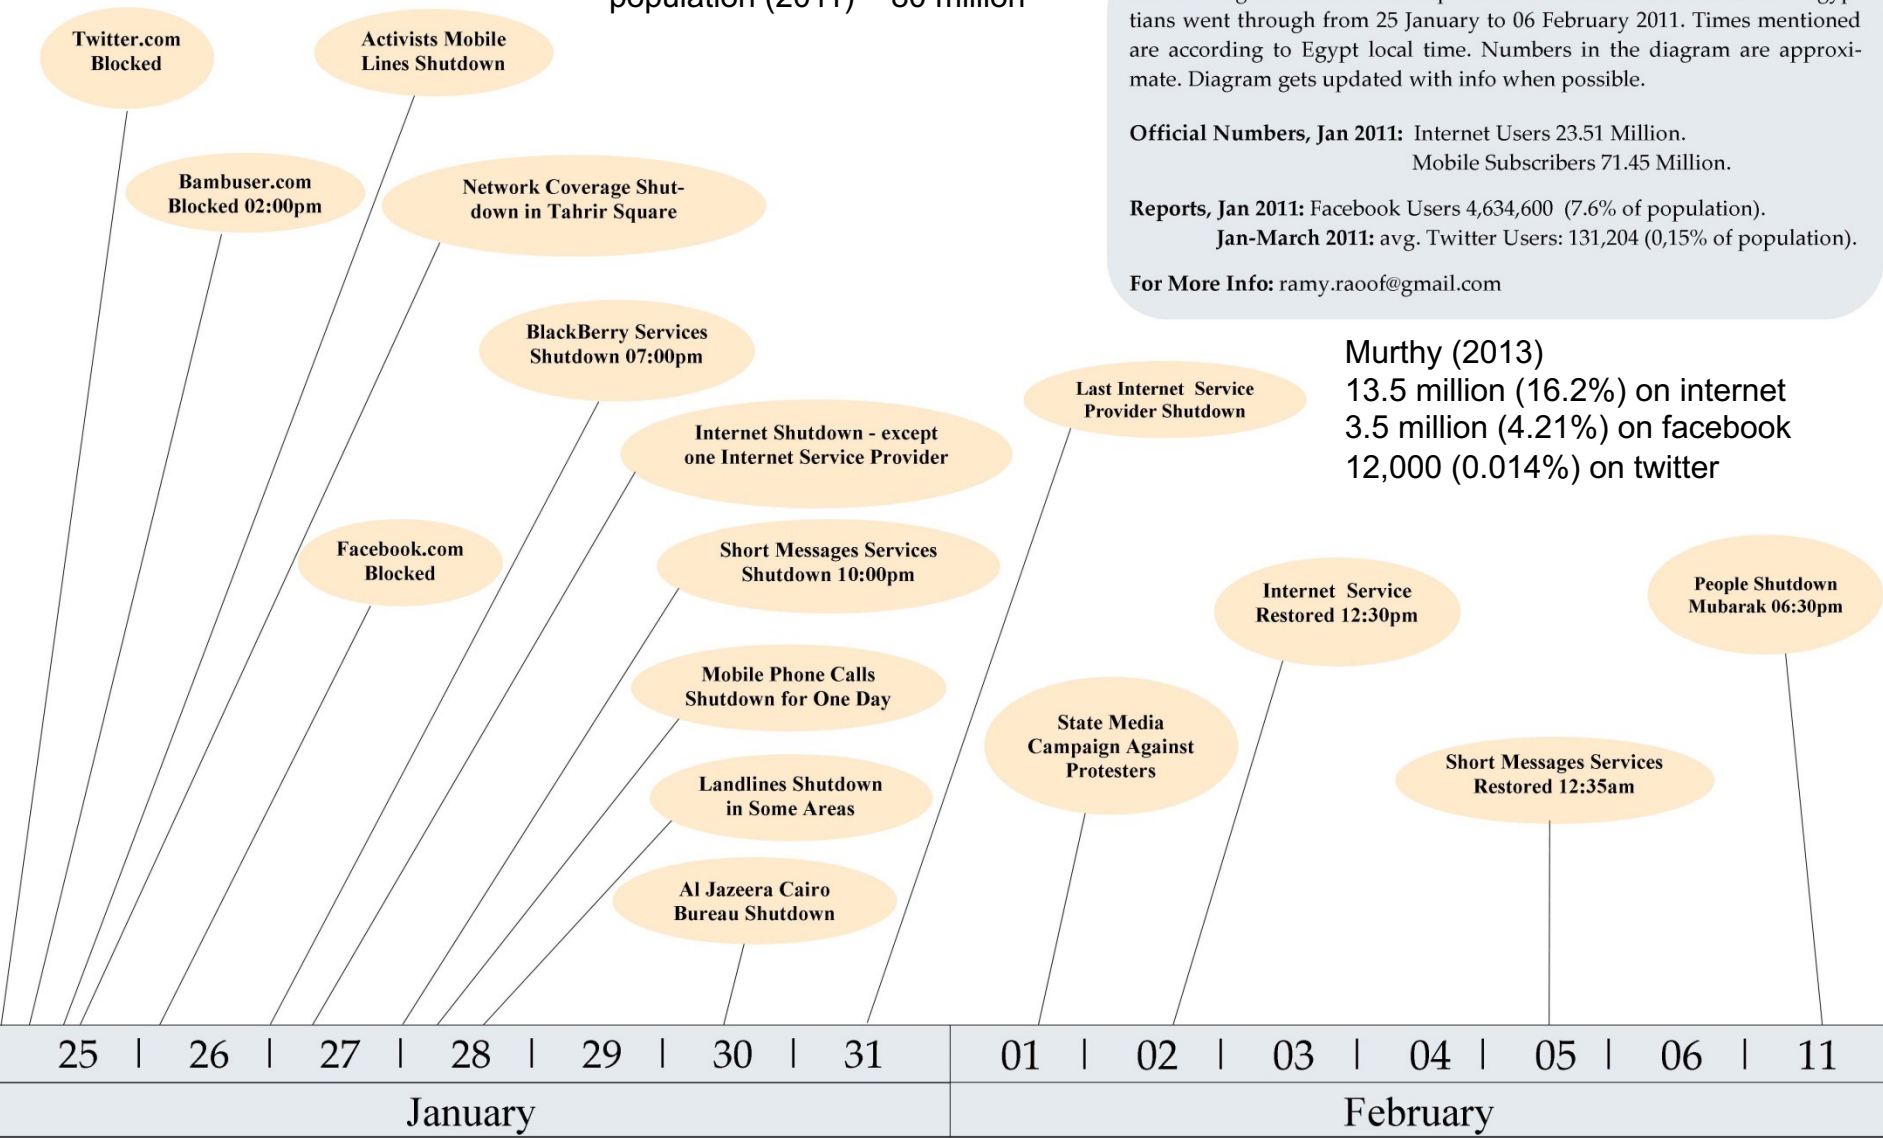 population (2011)    80 million
tians went through from 25 January to 06 February 2011. Times mentioned
are according to Egypt local time. Numbers in the diagram are approxi-
mate. Diagram gets updated with info when possible.
Official Numbers, Jan 2011: Internet Users 23.51 Million.
Mobile Subscribers 71.45 Million.
Reports, Jan 2011: Facebook Users 4,634,600 (7.6% of population).
Jan-March 2011: avg. Twitter Users: 131,204 (0,15% of population).
For More Info: ramy.raoof@gmail.com
Murthy (2013)
13.5 million (16.2%) on internet
3.5 million (4.21%) on facebook
12,000 (0.014%) on twitter
Twitter.com
Blocked
Activists Mobile
Lines Shutdown
Bambuser.com
Blocked 02:00pm
Network Coverage Shut-
down in Tahrir Square
BlackBerry Services
Shutdown 07:00pm
Last Internet Service
Provider Shutdown
Internet Shutdown - except
one Internet Service Provider
Facebook.com
Blocked
Short Messages Services
Shutdown 10:00pm
Internet Service
Restored 12:30pm
People Shutdown
Mubarak 06:30pm
Mobile Phone Calls
Shutdown for One Day
State Media
Campaign Against
Protesters
Short Messages Services
Restored 12:35am
Landlines Shutdown
in Some Areas
Al Jazeera Cairo
Bureau Shutdown
25 | 26 | 27 | 28 | 29 | 30 | 31 01 | 02 | 03 | 04 | 05 | 06 | 11
January February